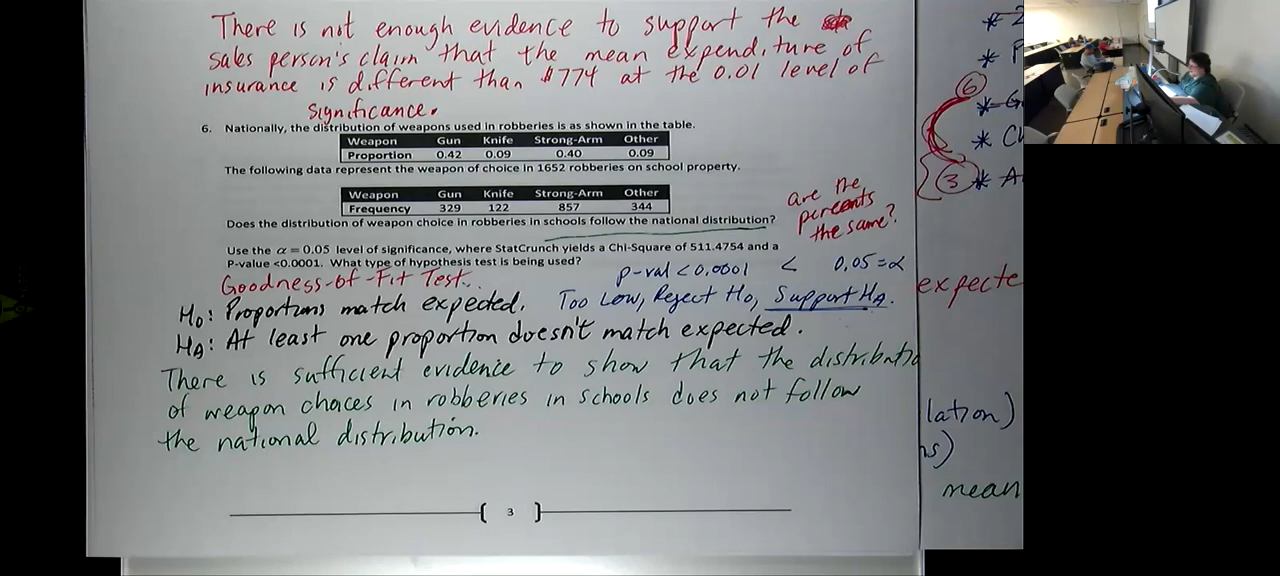 There is not enough evidence to support the
sales person's claim that the mean expenditure of
insurance is different than $774 at the 0.01 level of
significance.
6. Nationally, the distribution of weapons used in robberies is as shown in the table.
Weapon Gun Knife Strong-Arm Other
Proportion 0.42 0.09 0.40 0.09
The following data represent the weapon of choice in 1652 robberies on school property.
Weapon Gun Knife Strong-Arm Other
Frequency 329 122 857 344
are the
percents
the same?
Does the distribution of weapon choice in robberies in schools follow the national distribution?
Use the α = 0.05 level of significance, where StatCrunch yields a Chi-Square of 511.4754 and a
P-value <0.0001. What type of hypothesis test is being used?
Goodness-of-Fit Test.
p-val < 0.0001 < 0.05 = α
H0: Proportions match expected. Too Low, Reject H0, Support HA.
HA: At least one proportion doesn't match expected.
There is sufficient evidence to show that the distributio
of weapon choices in robberies in schools does not follow
the national distribution.
{ 3 }
* 2
* P
6
*
* Ch
3 * A
expecte
lation)
ns)
mean